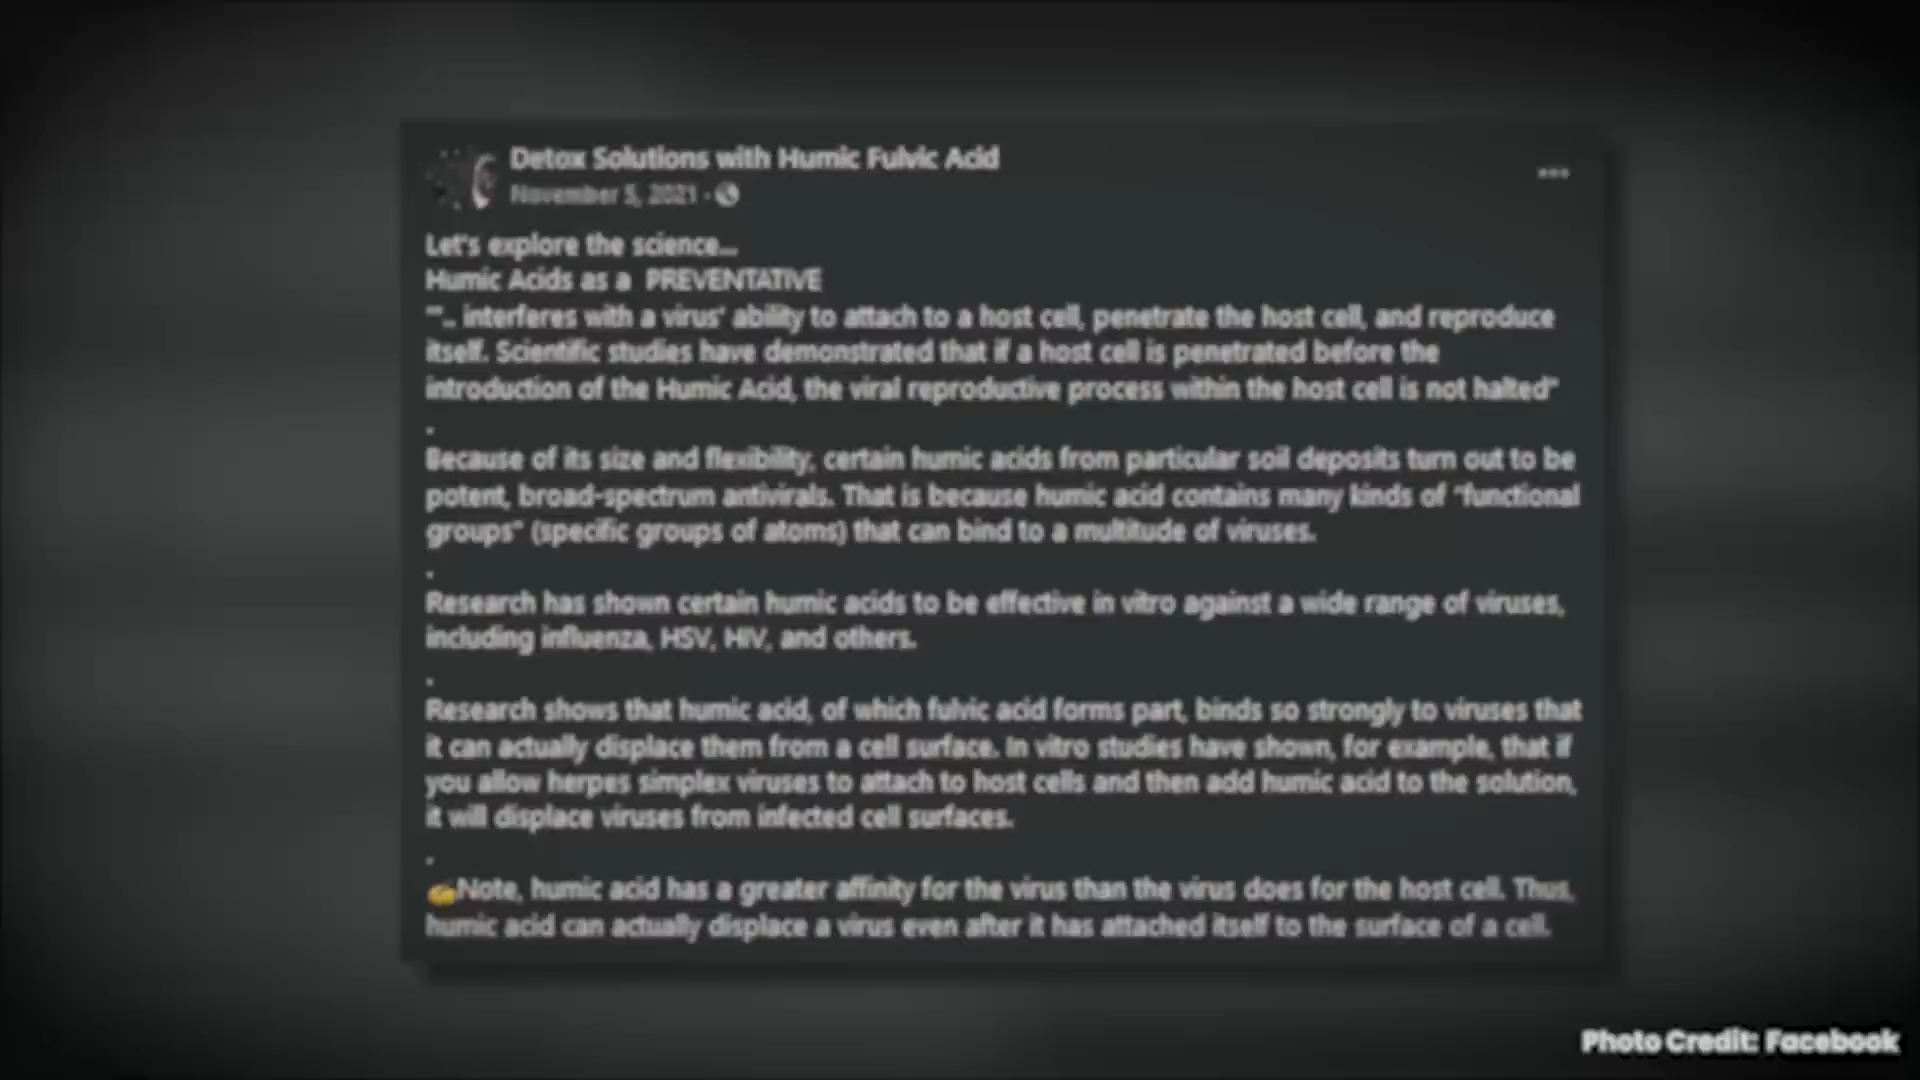 Detox Solutions with Humic Fulvic Acid
November 5, 2021 ·
Let's explore the science...
Humic Acids as a PREVENTATIVE
"".. interferes with a virus' ability to attach to a host cell, penetrate the host cell, and reproduce
itself. Scientific studies have demonstrated that if a host cell is penetrated before the
introduction of the Humic Acid, the viral reproductive process within the host cell is not halted"
.
Because of its size and flexibility, certain humic acids from particular soil deposits turn out to be
potent, broad-spectrum antivirals. That is because humic acid contains many kinds of "functional
groups" (specific groups of atoms) that can bind to a multitude of viruses.
.
Research has shown certain humic acids to be effective in vitro against a wide range of viruses,
including influenza, HSV, HIV, and others.
.
Research shows that humic acid, of which fulvic acid forms part, binds so strongly to viruses that
it can actually displace them from a cell surface. In vitro studies have shown, for example, that if
you allow herpes simplex viruses to attach to host cells and then add humic acid to the solution,
it will displace viruses from infected cell surfaces.
.
Note, humic acid has a greater affinity for the virus than the virus does for the host cell. Thus,
humic acid can actually displace a virus even after it has attached itself to the surface of a cell.
Photo Credit: Facebook